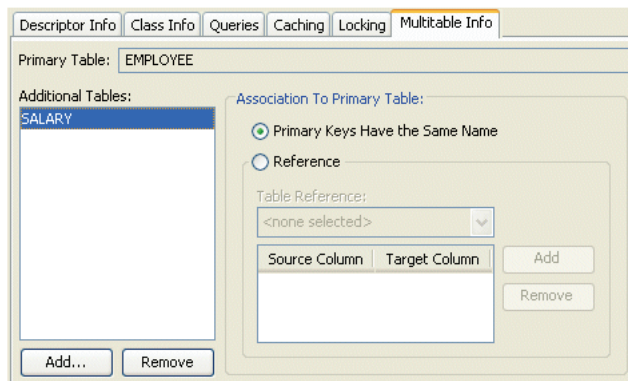 Descriptor Info Class Info Queries Caching Locking Multitable Info
Primary Table: EMPLOYEE
Additional Tables:
SALARY
Add... Remove
Association To Primary Table:
Primary Keys Have the Same Name
Reference
Table Reference:
<none selected>
Source Column Target Column
Add
Remove